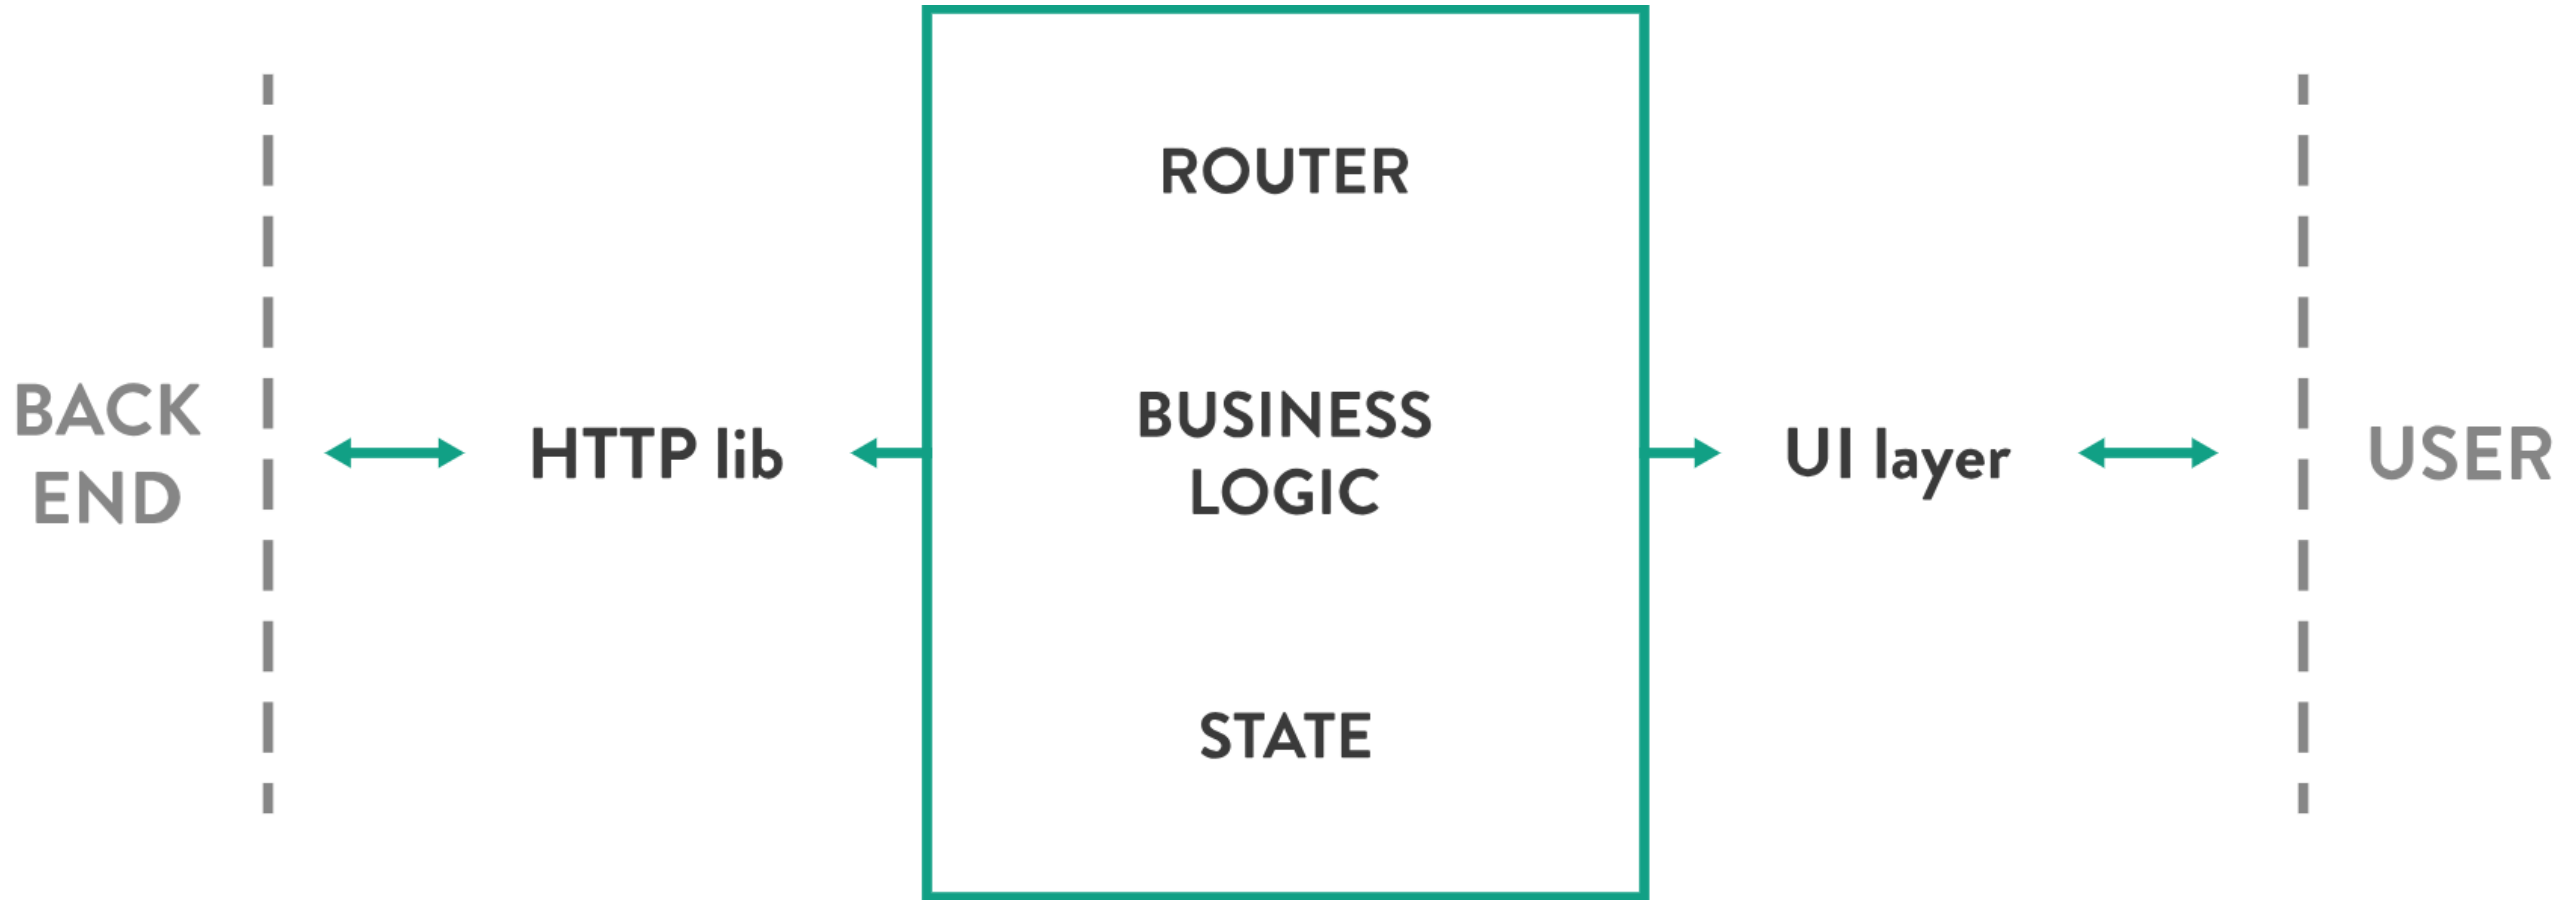 BACK
END
HTTP lib
ROUTER
BUSINESS
LOGIC
STATE
UI layer
USER